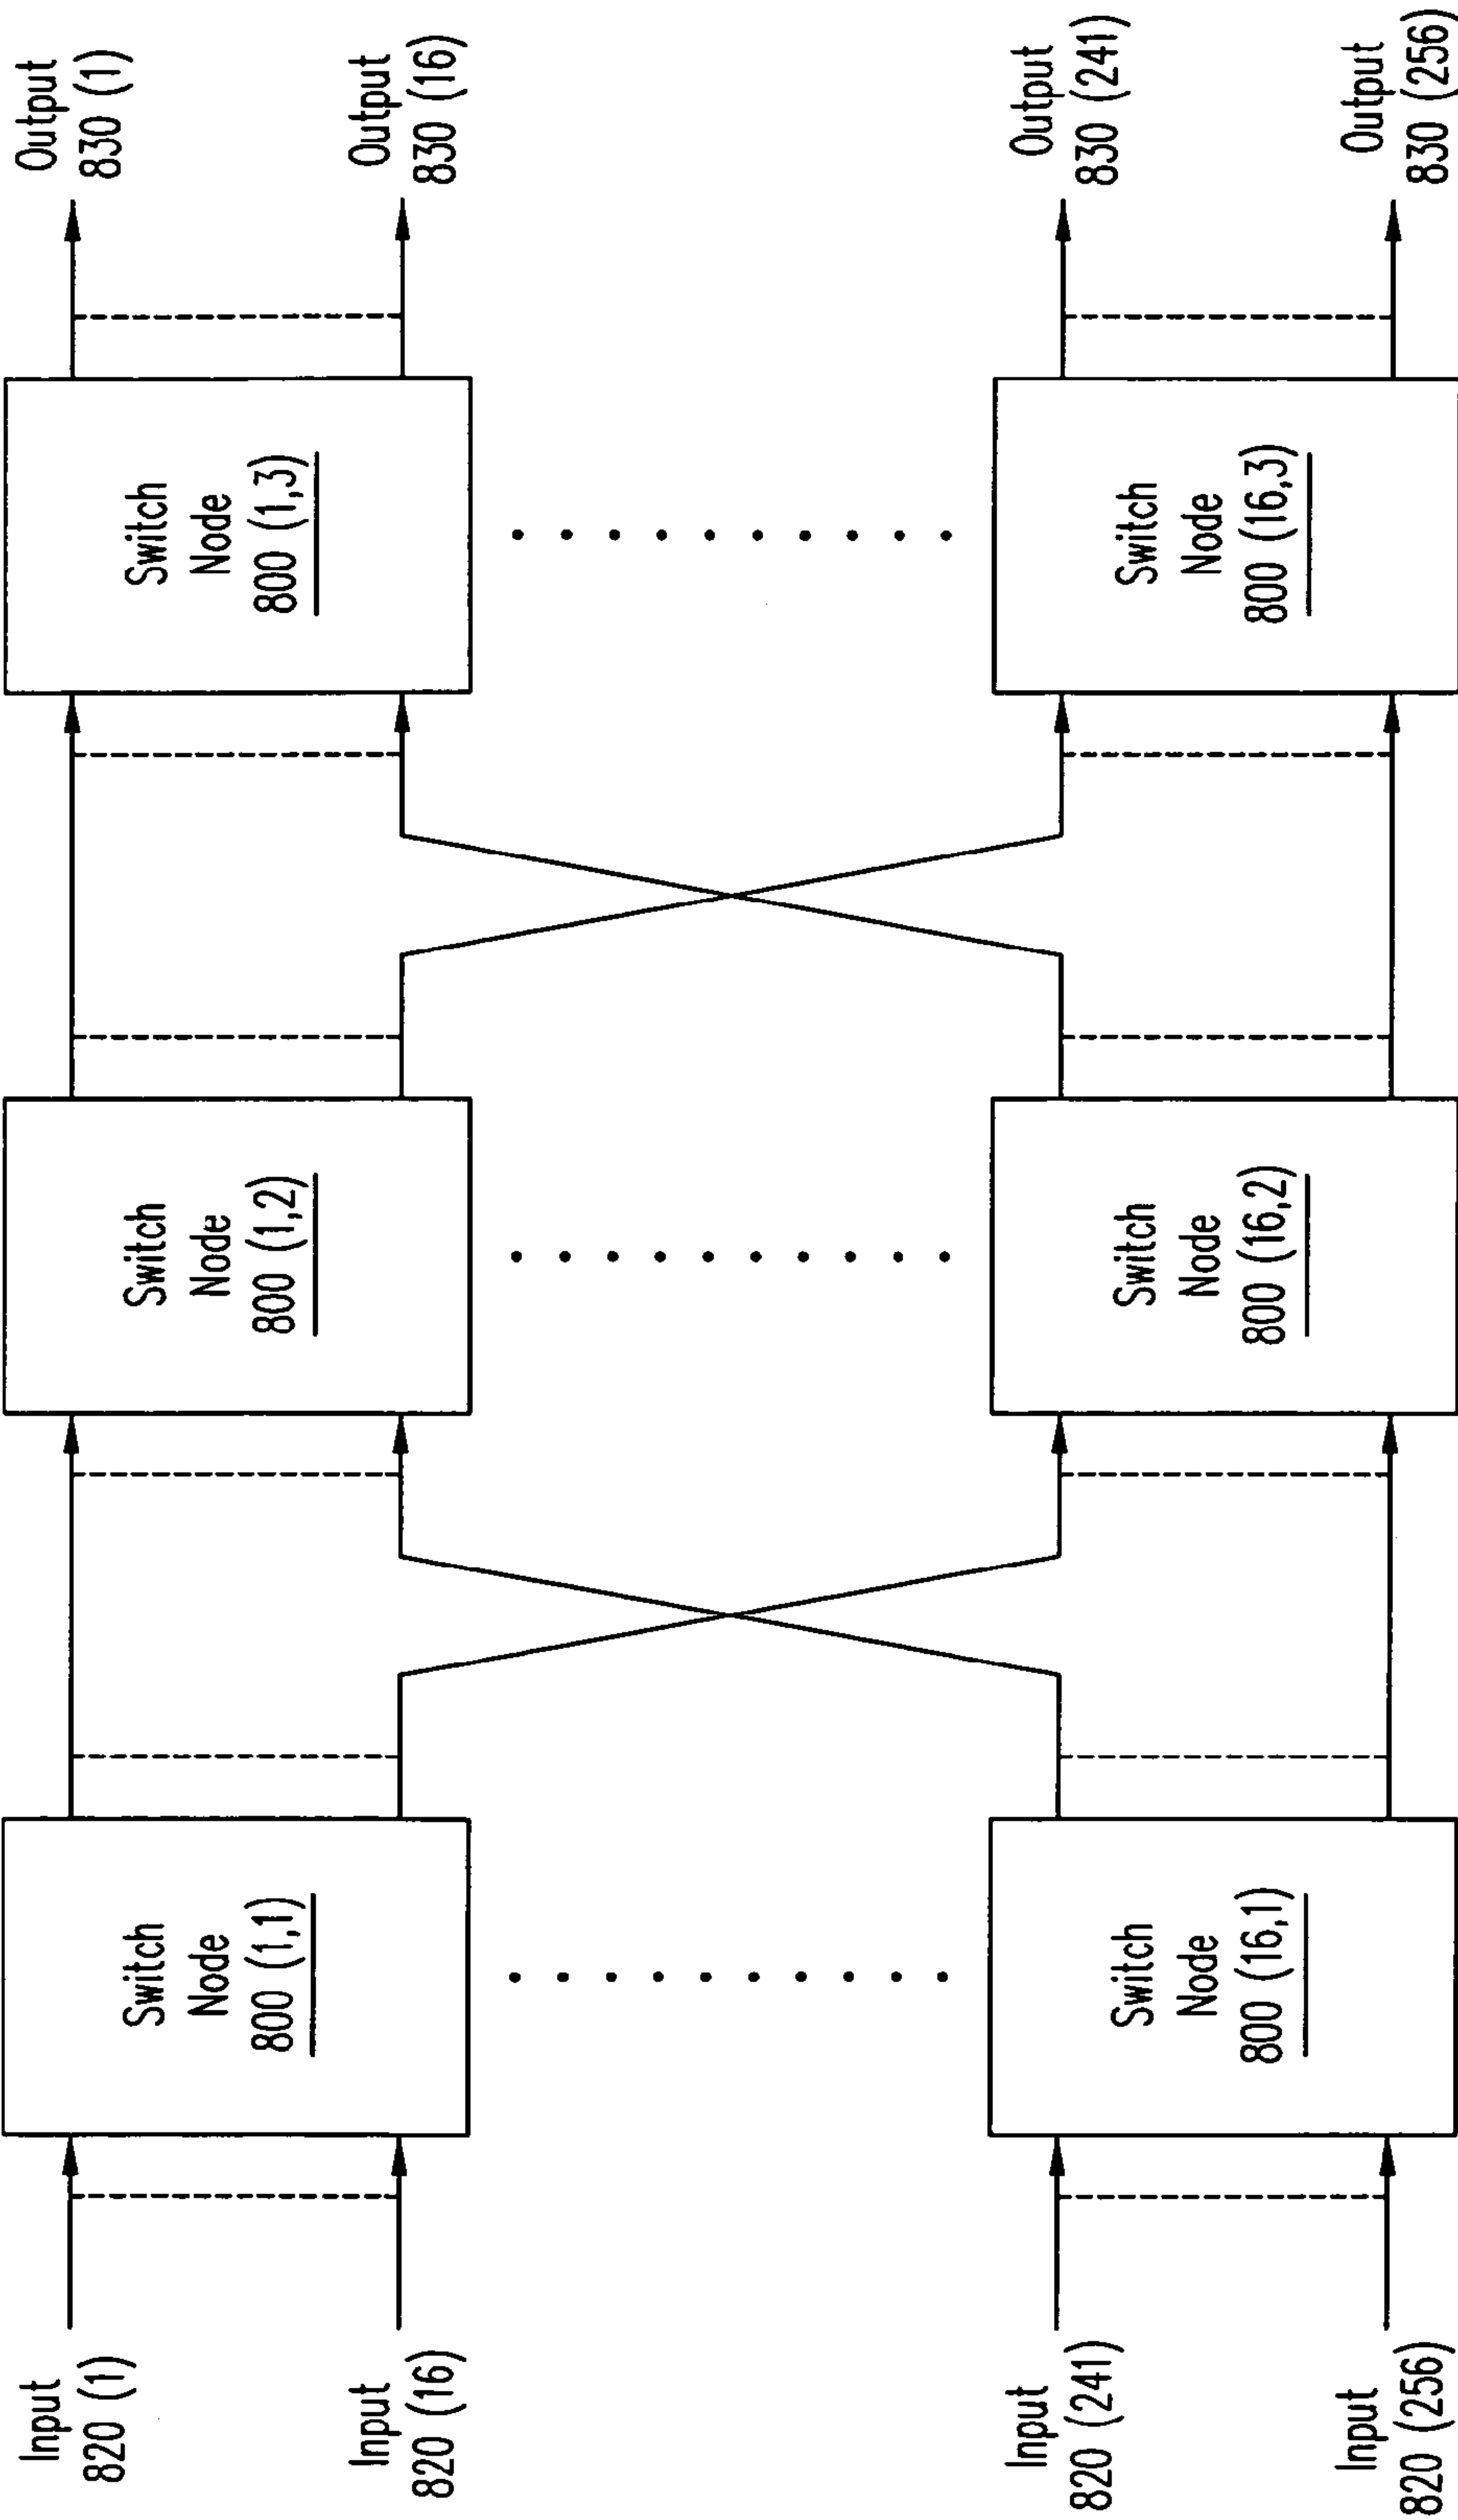 Input
820 (1)
Input
820 (16)
Switch
Node
800 (1,1)
Switch
Node
800 (1,2)
Switch
Node
800 (1,3)
Output
830 (1)
Output
830 (16)
Input
820 (241)
Input
820 (256)
Switch
Node
800 (16,1)
Switch
Node
800 (16,2)
Switch
Node
800 (16,3)
Output
830 (241)
Output
830 (256)